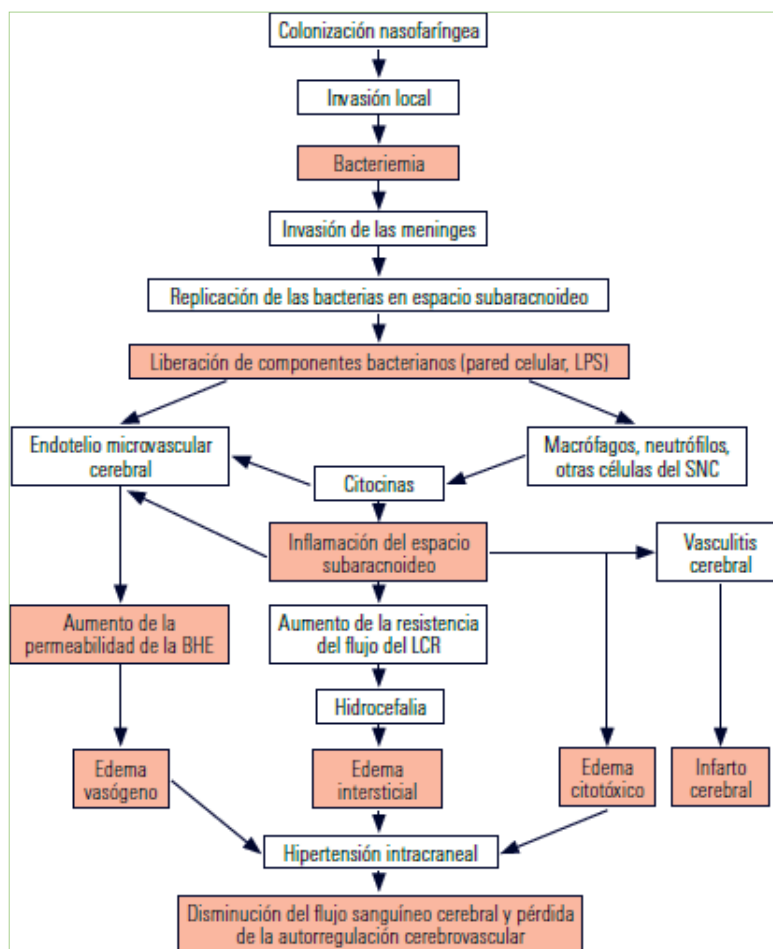 Colonización nasofaríngea
Invasión local
Bacteriemia
Invasión de las meninges
Replicación de las bacterias en espacio subaracnoideo
Liberación de componentes bacterianos (pared celular, LPS)
Endotelio microvascular
cerebral
Macrófagos, neutrófilos,
otras células del SNC
Citocinas
Inflamación del espacio
subaracnoideo
Vasculitis
cerebral
Aumento de la
permeabilidad de la BHE
Aumento de la resistencia
del flujo del LCR
Hidrocefalia
Edema
vasógeno
Edema
intersticial
Edema
citotóxico
Infarto
cerebral
Hipertensión intracraneal
Disminución del flujo sanguíneo cerebral y pérdida
de la autorregulación cerebrovascular